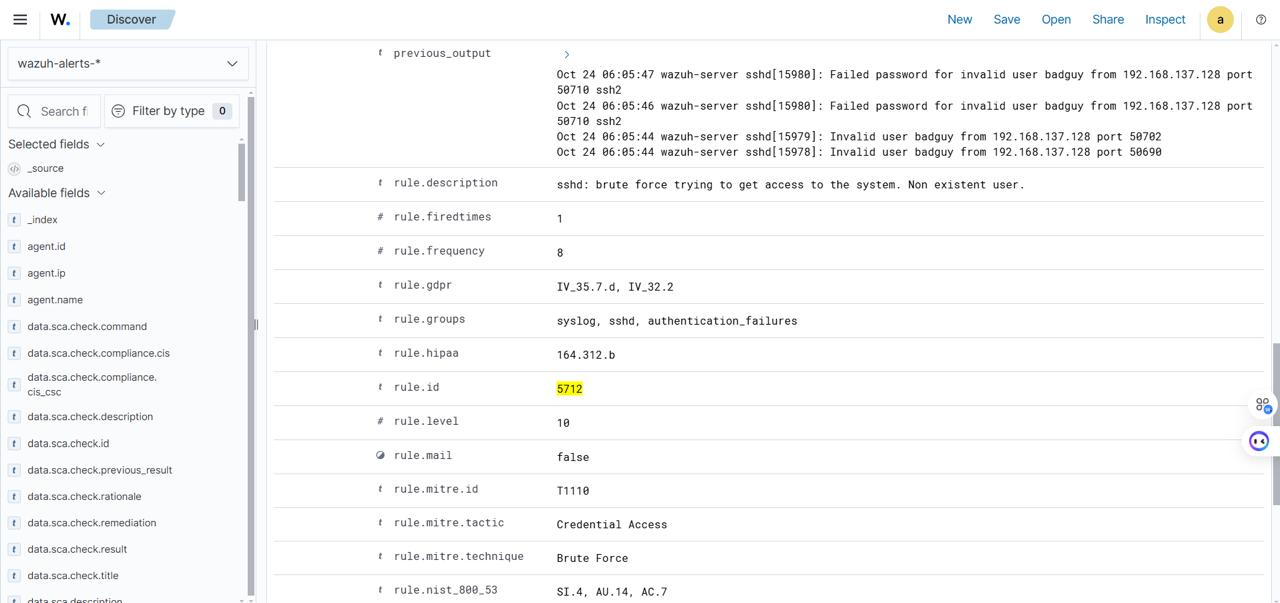 W. Discover New Save Open Share Inspect a
wazuh-alerts-*
Search fi
Filter by type 0
Selected fields
_source
Available fields
t _index
t agent.id
t agent.ip
t agent.name
t data.sca.check.command
t data.sca.check.compliance.cis
t data.sca.check.compliance.
cis_csc
t data.sca.check.description
t data.sca.check.id
t data.sca.check.previous_result
t data.sca.check.rationale
t data.sca.check.remediation
t data.sca.check.result
t data.sca.check.title
t data.sca.description
t previous_output
Oct 24 06:05:47 wazuh-server sshd[15980]: Failed password for invalid user badguy from 192.168.137.128 port
50710 ssh2
Oct 24 06:05:46 wazuh-server sshd[15980]: Failed password for invalid user badguy from 192.168.137.128 port
50710 ssh2
Oct 24 06:05:44 wazuh-server sshd[15979]: Invalid user badguy from 192.168.137.128 port 50702
Oct 24 06:05:44 wazuh-server sshd[15978]: Invalid user badguy from 192.168.137.128 port 50690
t rule.description sshd: brute force trying to get access to the system. Non existent user.
# rule.firedtimes 1
# rule.frequency 8
t rule.gdpr IV_35.7.d, IV_32.2
t rule.groups syslog, sshd, authentication_failures
t rule.hipaa 164.312.b
t rule.id 5712
# rule.level 10
rule.mail false
t rule.mitre.id T1110
t rule.mitre.tactic Credential Access
t rule.mitre.technique Brute Force
t rule.nist_800_53 SI.4, AU.14, AC.7